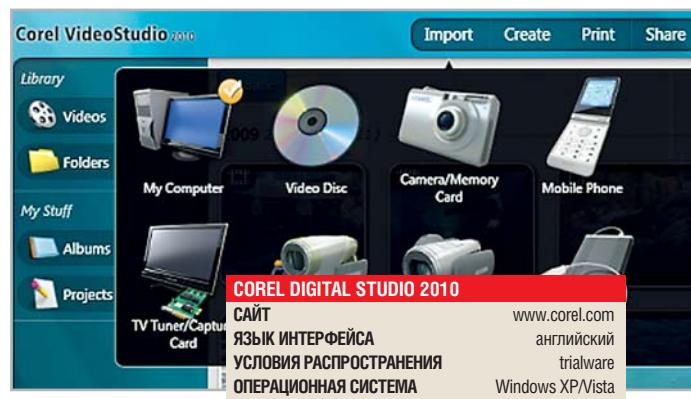 Corel VideoStudio 2010
Import Create Print Share
Library
Videos
Folders
My Stuff
Albums
Projects
My Computer
Video Disc
Camera/Memory
Card
Mobile Phone
TV Tuner/Captu
Card
2009
COREL DIGITAL STUDIO 2010
САЙТ www.corel.com
ЯЗЫК ИНТЕРФЕЙСА английский
УСЛОВИЯ РАСПРОСТРАНЕНИЯ trialware
ОПЕРАЦИОННАЯ СИСТЕМА Windows XP/Vista